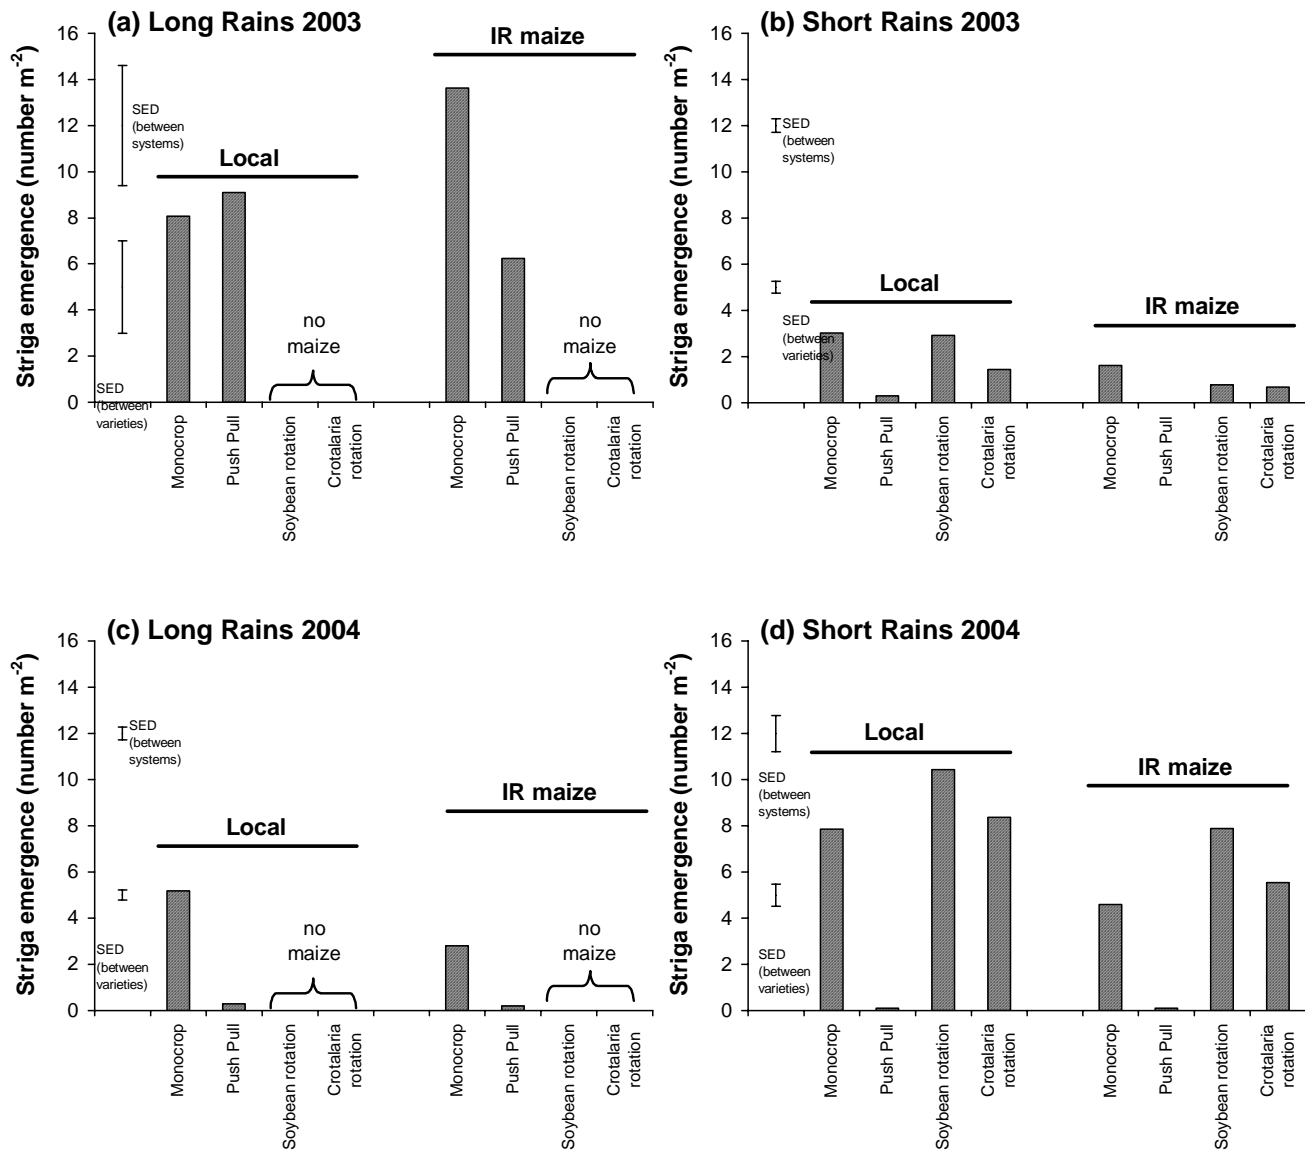 (a) Long Rains 2003
Striga emergence (number m-2)
16
14
12
10
8
6
4
2
0
SED
(between
systems)
SED
(between
varieties)
Local
IR maize
no
maize
no
maize
Monocrop
Push Pull
Soybean rotation
Crotalaria
rotation
Monocrop
Push Pull
Soybean rotation
Crotalaria
rotation
(b) Short Rains 2003
Striga emergence (number m-2)
16
14
12
10
8
6
4
2
0
SED
(between
systems)
SED
(between
varieties)
Local
IR maize
Monocrop
Push Pull
Soybean rotation
Crotalaria
rotation
Monocrop
Push Pull
Soybean rotation
Crotalaria
rotation
(c) Long Rains 2004
Striga emergence (number m-2)
16
14
12
10
8
6
4
2
0
SED
(between
systems)
SED
(between
varieties)
Local
IR maize
no
maize
no
maize
Monocrop
Push Pull
Soybean rotation
Crotalaria
rotation
Monocrop
Push Pull
Soybean rotation
Crotalaria
rotation
(d) Short Rains 2004
Striga emergence (number m-2)
16
14
12
10
8
6
4
2
0
SED
(between
systems)
SED
(between
varieties)
Local
IR maize
Monocrop
Push Pull
Soybean rotation
Crotalaria
rotation
Monocrop
Push Pull
Soybean rotation
Crotalaria
rotation